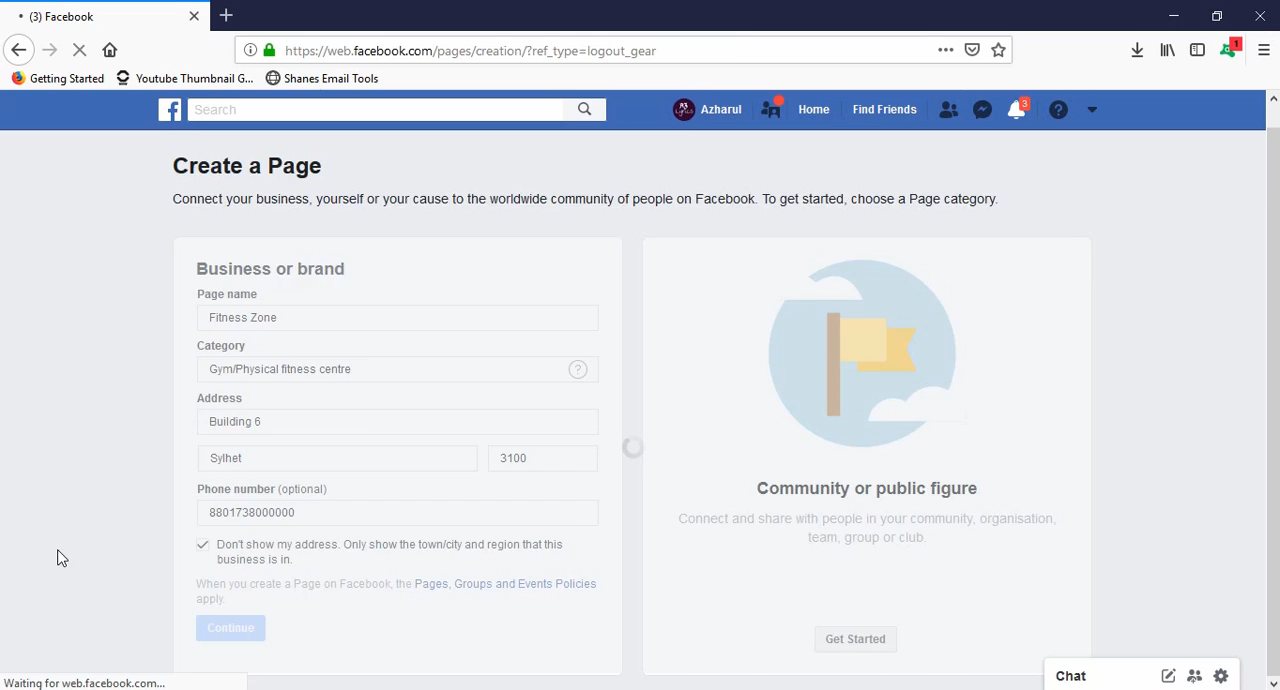 (3) Facebook
https://web.facebook.com/pages/creation/?ref_type=logout_gear
1
Getting Started
Youtube Thumbnail G...
Shanes Email Tools
Search
Azharul
Home
Find Friends
3
Create a Page
Connect your business, yourself or your cause to the worldwide community of people on Facebook. To get started, choose a Page category.
Business or brand
Page name
Fitness Zone
Category
Gym/Physical fitness centre
?
Address
Building 6
Sylhet
3100
Phone number (optional)
8801738000000
Don't show my address. Only show the town/city and region that this
business is in.
When you create a Page on Facebook, the Pages, Groups and Events Policies
apply.
Continue
Community or public figure
Connect and share with people in your community, organisation,
team, group or club.
Get Started
Chat
Waiting for web.facebook.com...